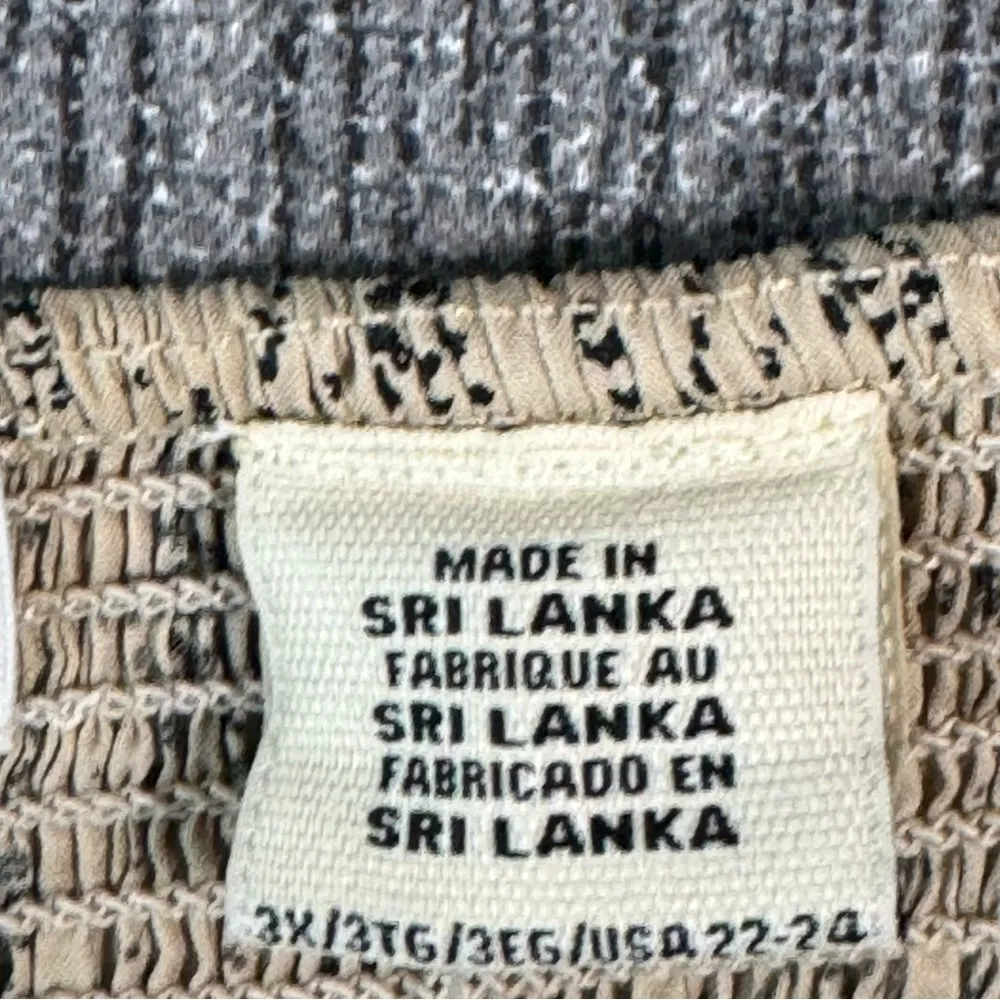 MADE IN
SRI LANKA
FABRIQUE AU
SRI LANKA
FABRICADO EN
SRI LANKA
3X/3TG/3EG/USA 22-24